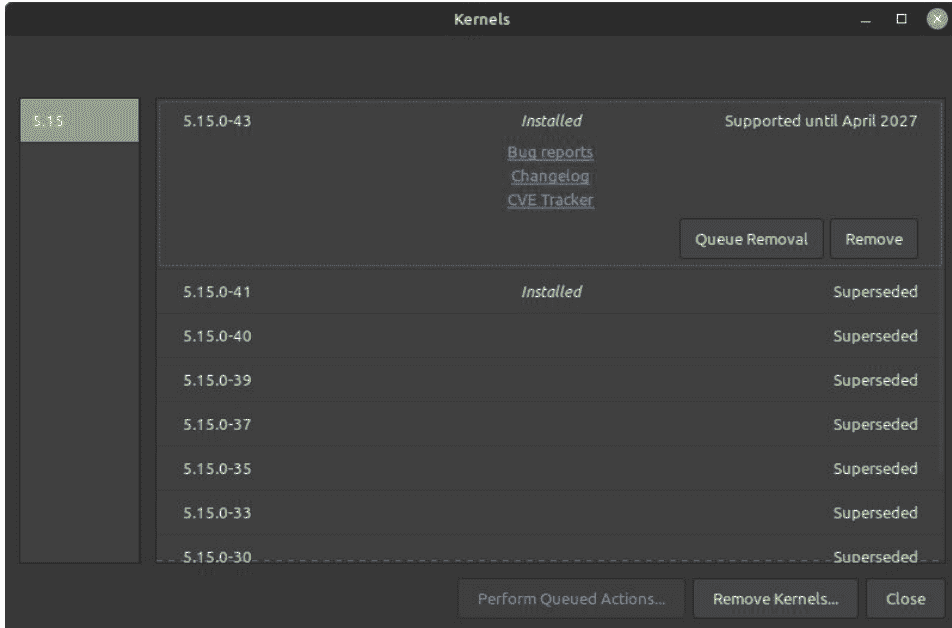 Kernels
5.15
5.15.0-43 Installed Supported until April 2027
Bug reports
Changelog
CVE Tracker
Queue Removal Remove
5.15.0-41 Installed Superseded
5.15.0-40 Superseded
5.15.0-39 Superseded
5.15.0-37 Superseded
5.15.0-35 Superseded
5.15.0-33 Superseded
5.15.0-30 Superseded
Perform Queued Actions... Remove Kernels... Close